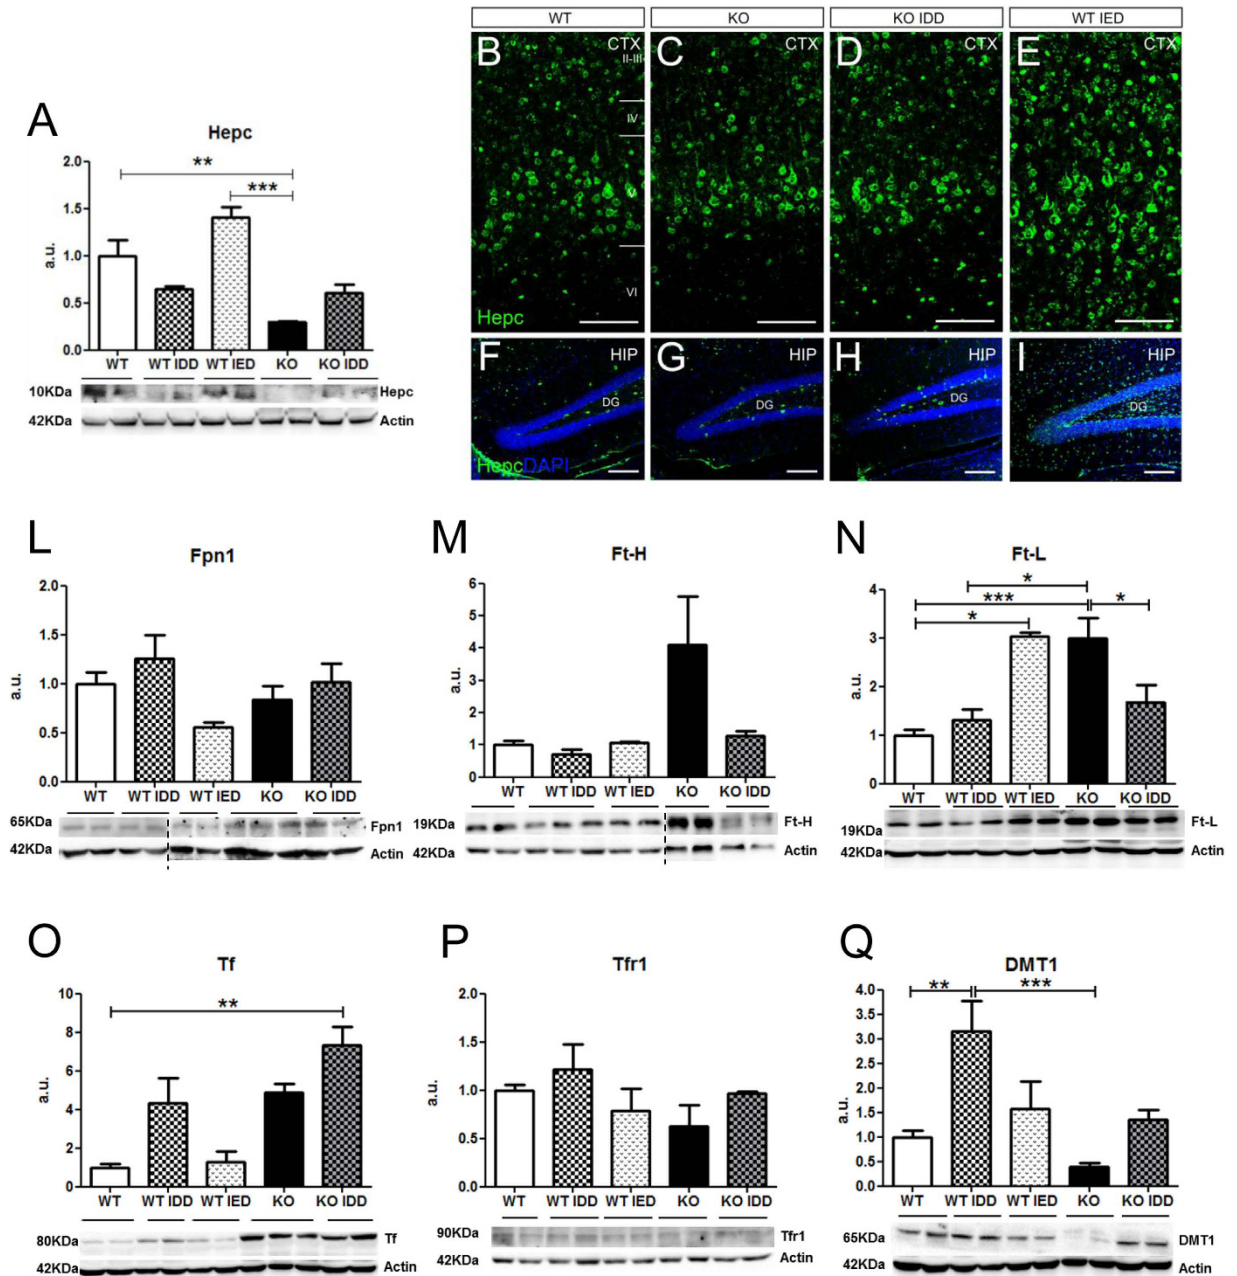 WT KO KO IDD WT IED
B CTX C CTX D CTX E CTX
II-III
IV
V
VI
Hepc
F HIP G HIP H HIP I HIP
DG DG DG DG
HepcDAPI
A
Hepc
** ***
a.u.
2.0
1.5
1.0
0.5
0.0
WT WT IDD WT IED KO KO IDD
10KDa Hepc
42KDa Actin
L
Fpn1
a.u.
2.0
1.5
1.0
0.5
0.0
WT WT IDD WT IED KO KO IDD
65KDa Fpn1
42KDa Actin
M
Ft-H
a.u.
6
5
4
3
2
1
0
WT WT IDD WT IED KO KO IDD
19KDa Ft-H
42KDa Actin
N
Ft-L
*
*** *
*
a.u.
4
3
2
1
0
WT WT IDD WT IED KO KO IDD
19KDa Ft-L
42KDa Actin
O
Tf
**
a.u.
10
8
6
4
2
0
WT WT IDD WT IED KO KO IDD
80KDa Tf
42KDa Actin
P
Tfr1
a.u.
2.0
1.5
1.0
0.5
0.0
WT WT IDD WT IED KO KO IDD
90KDa Tfr1
42KDa Actin
Q
DMT1
** ***
a.u.
4.0
3.5
3.0
2.5
2.0
1.5
1.0
0.5
0.0
WT WT IDD WT IED KO KO IDD
65KDa DMT1
42KDa Actin